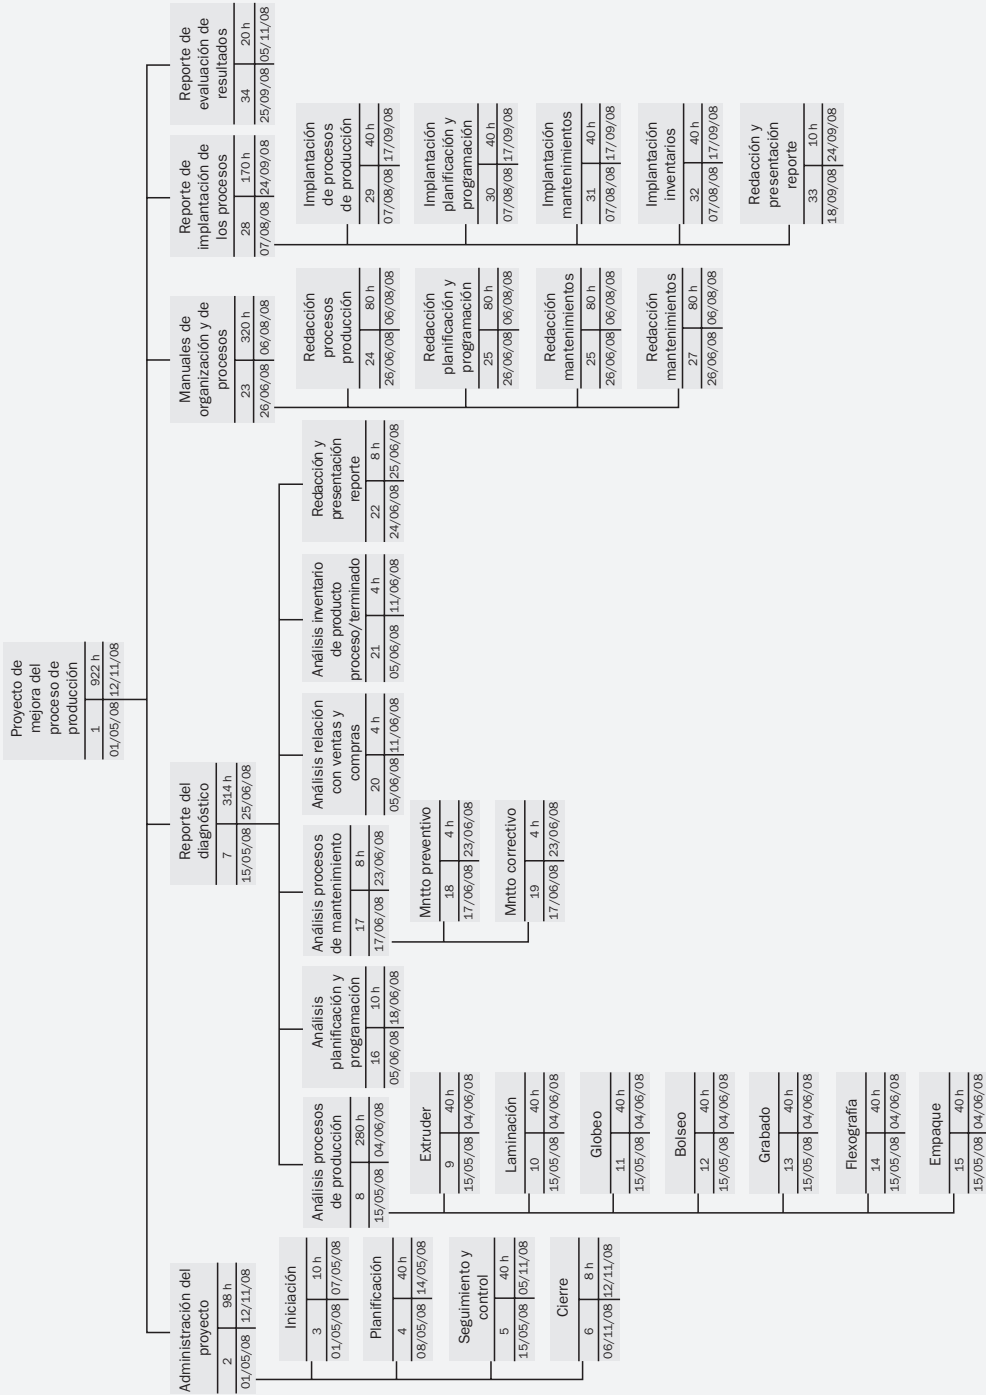 Proyecto de
mejora del
proceso de
producción
1 922 h
01/05/08 12/11/08
Administración del
proyecto
2 98 h
01/05/08 12/11/08
Iniciación
3 10 h
01/05/08 07/05/08
Planificación
4 40 h
08/05/08 14/05/08
Seguimiento y
control
5 40 h
15/05/08 05/11/08
Cierre
6 8 h
06/11/08 12/11/08
Reporte del
diagnóstico
7 314 h
15/05/08 25/06/08
Análisis procesos
de producción
8 280 h
15/05/08 04/06/08
Extruder
9 40 h
15/05/08 04/06/08
Laminación
10 40 h
15/05/08 04/06/08
Globeo
11 40 h
15/05/08 04/06/08
Bolseo
12 40 h
15/05/08 04/06/08
Grabado
13 40 h
15/05/08 04/06/08
Flexografía
14 40 h
15/05/08 04/06/08
Empaque
15 40 h
15/05/08 04/06/08
Análisis
planificación y
programación
16 10 h
05/06/08 18/06/08
Análisis procesos
de mantenimiento
17 8 h
17/06/08 23/06/08
Mntto preventivo
18 4 h
17/06/08 23/06/08
Mntto correctivo
19 4 h
17/06/08 23/06/08
Análisis relación
con ventas y
compras
20 4 h
05/06/08 11/06/08
Análisis inventario
de producto
proceso/terminado
21 4 h
05/06/08 11/06/08
Redacción y
presentación
reporte
22 8 h
24/06/08 25/06/08
Manuales de
organización y de
procesos
23 320 h
26/06/08 06/08/08
Redacción
procesos
producción
24 80 h
26/06/08 06/08/08
Redacción
planificación y
programación
25 80 h
26/06/08 06/08/08
Redacción
mantenimientos
25 80 h
26/06/08 06/08/08
Redacción
mantenimientos
27 80 h
26/06/08 06/08/08
Reporte de
implantación de
los procesos
28 170 h
07/08/08 24/09/08
Implantación
de procesos
de producción
29 40 h
07/08/08 17/09/08
Implantación
planificación y
programación
30 40 h
07/08/08 17/09/08
Implantación
mantenimientos
31 40 h
07/08/08 17/09/08
Implantación
inventarios
32 40 h
07/08/08 17/09/08
Redacción y
presentación
reporte
33 10 h
18/09/08 24/09/08
Reporte de
evaluación de
resultados
34 20 h
25/09/08 05/11/08